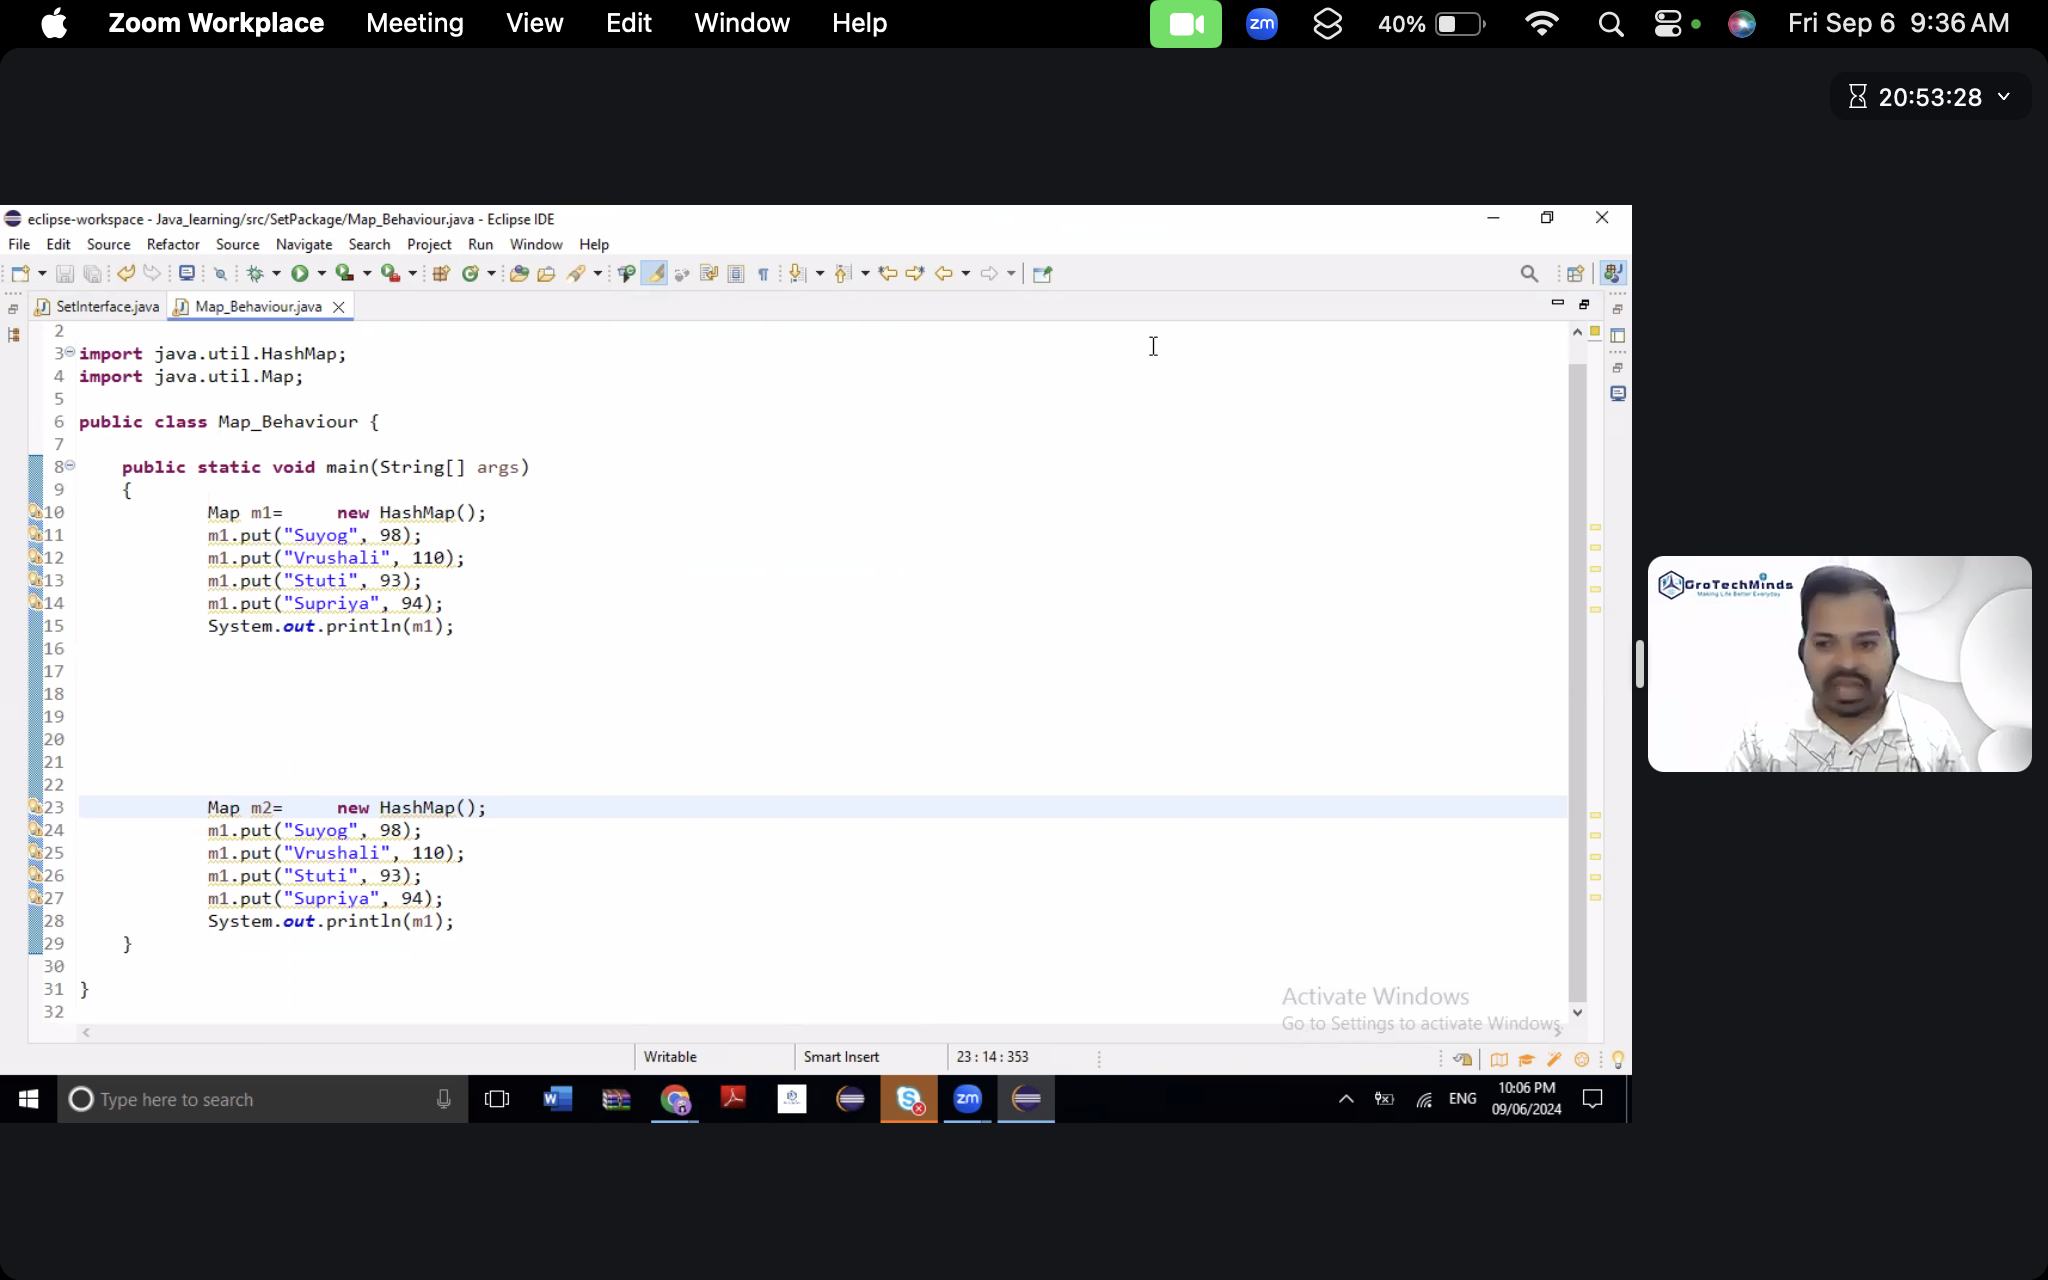 Zoom Workplace Meeting View Edit Window Help zm 40% Fri Sep 6 9:36 AM
20:53:28
eclipse-workspace - Java_learning/src/SetPackage/Map_Behaviour.java - Eclipse IDE
File Edit Source Refactor Source Navigate Search Project Run Window Help
SetInterface.java Map_Behaviour.java
2
3 import java.util.HashMap;
4 import java.util.Map;
5
6 public class Map_Behaviour {
7
8 public static void main(String[] args)
9 {
10 Map m1= new HashMap();
11 m1.put("Suyog", 98);
12 m1.put("Vrushali", 110);
13 m1.put("Stuti", 93);
14 m1.put("Supriya", 94);
15 System.out.println(m1);
16
17
18
19
20
21
22
23 Map m2= new HashMap();
24 m1.put("Suyog", 98);
25 m1.put("Vrushali", 110);
26 m1.put("Stuti", 93);
27 m1.put("Supriya", 94);
28 System.out.println(m1);
29 }
30
31 }
32
GroTechMinds
Making Life Better Everyday
Activate Windows
Go to Settings to activate Windows.
Writable Smart Insert 23 : 14 : 353
Type here to search zm ENG 10:06 PM
09/06/2024